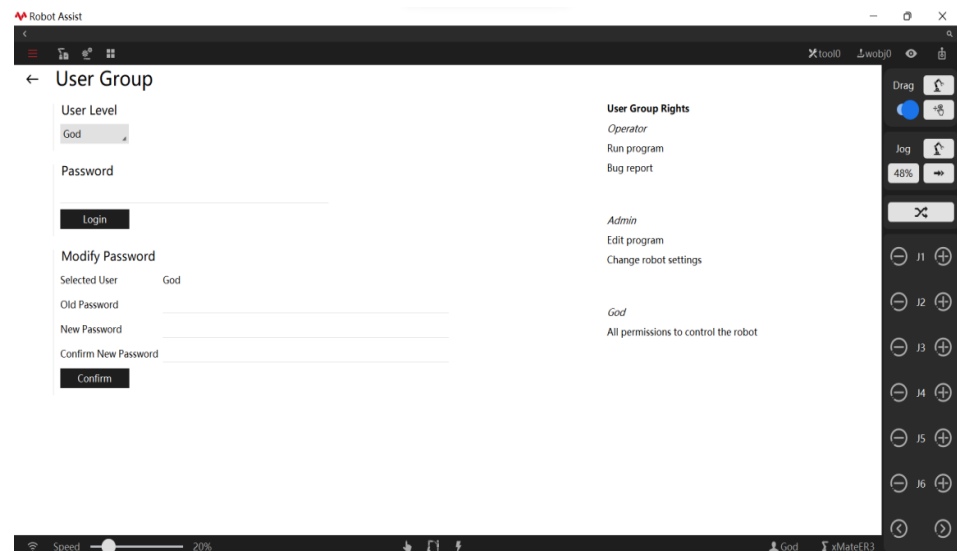 Robot Assist
tool0
wobj0
User Group
User Level
God
Password
Login
Modify Password
Selected User God
Old Password
New Password
Confirm New Password
Confirm
User Group Rights
Operator
Run program
Bug report
Admin
Edit program
Change robot settings
God
All permissions to control the robot
Drag
Jog
48%
J1
J2
J3
J4
J5
J6
Speed 20%
God
xMateER3